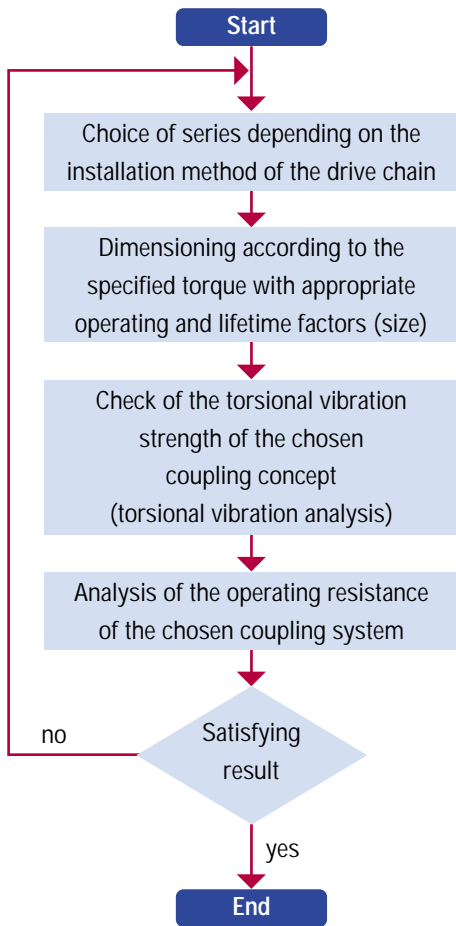 Start
Choice of series depending on the
installation method of the drive chain
Dimensioning according to the
specified torque with appropriate
operating and lifetime factors (size)
Check of the torsional vibration
strength of the chosen
coupling concept
(torsional vibration analysis)
Analysis of the operating resistance
of the chosen coupling system
Satisfying
result
no
yes
End